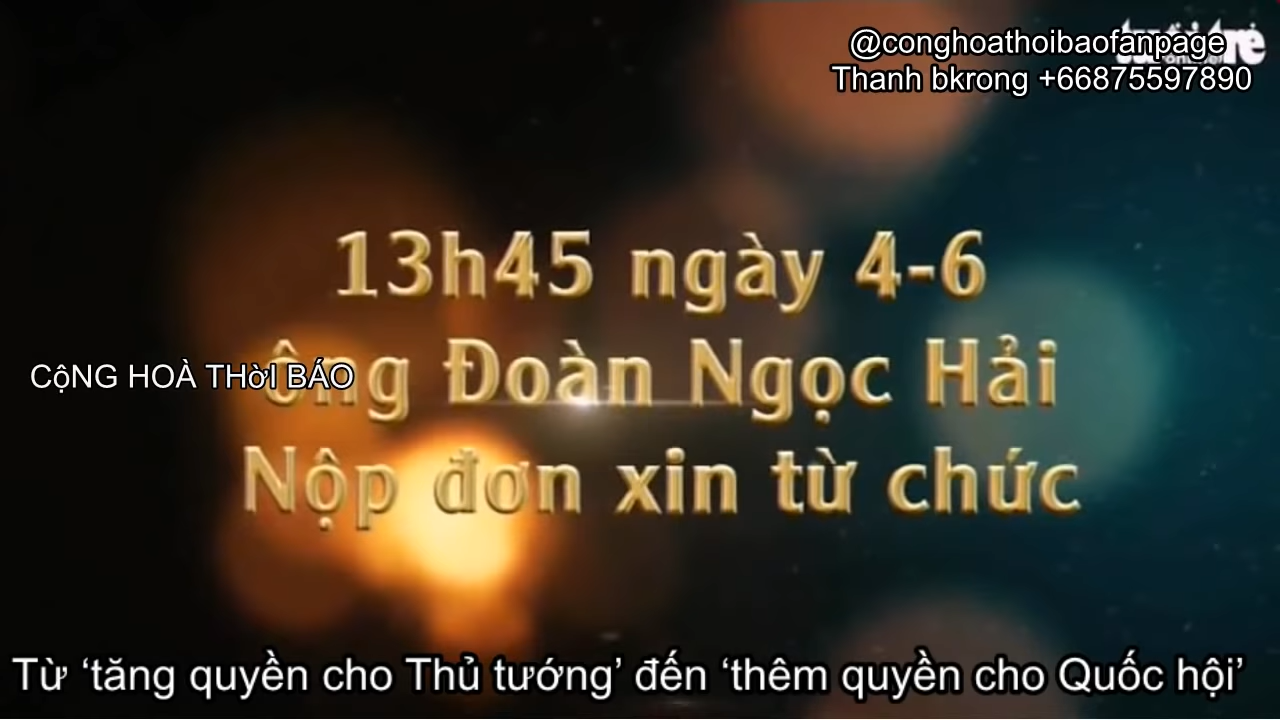 @conghoathoibaofanpage
Thanh bkrong +66875597890
13h45 ngày 4-6
ông Đoàn Ngọc Hải
CộNG HOÀ THờI BÁO
Nộp đơn xin từ chức
Từ ‘tăng quyền cho Thủ tướng’ đến ‘thêm quyền cho Quốc hội’